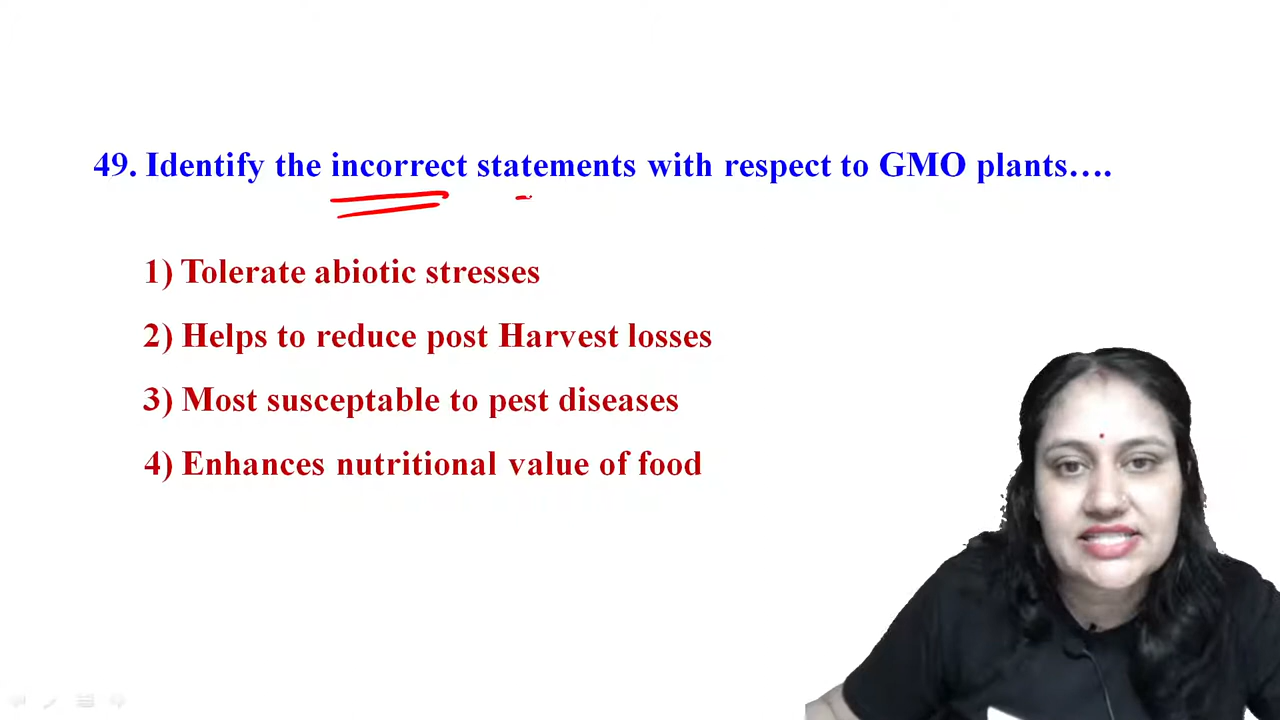 49. Identify the incorrect statements with respect to GMO plants….
1) Tolerate abiotic stresses
2) Helps to reduce post Harvest losses
3) Most susceptable to pest diseases
4) Enhances nutritional value of food